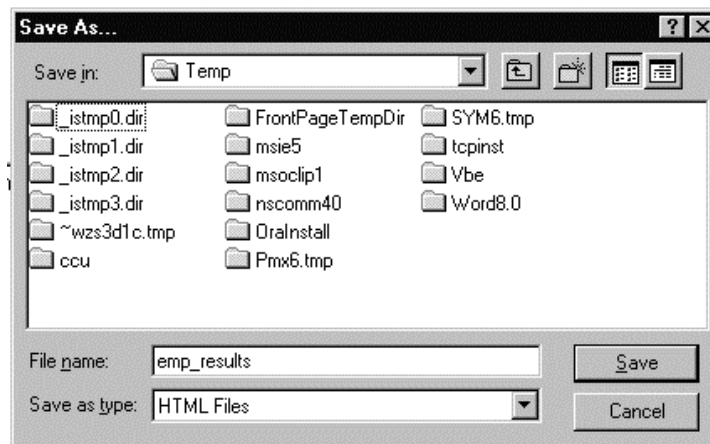 Save As...
Save in: Temp
_istmp0.dir FrontPageTempDir SYM6.tmp
_istmp1.dir msie5 tcpinst
_istmp2.dir msoclip1 Vbe
_istmp3.dir nscomm40 Word8.0
~wzs3d1c.tmp OraInstall
ccu Pmx6.tmp
File name: emp_results Save
Save as type: HTML Files Cancel